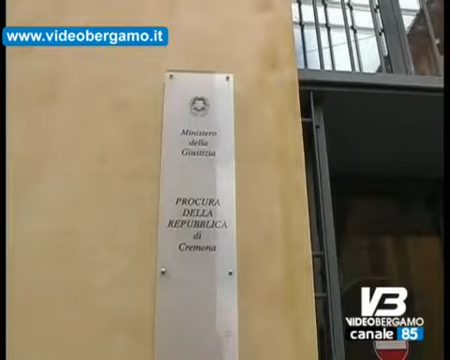 www.videobergamo.it
Ministero
della
Giustizia
PROCURA
DELLA
REPUBBLICA
di
Cremona
VB
VIDEOBERGAMO
canale 85